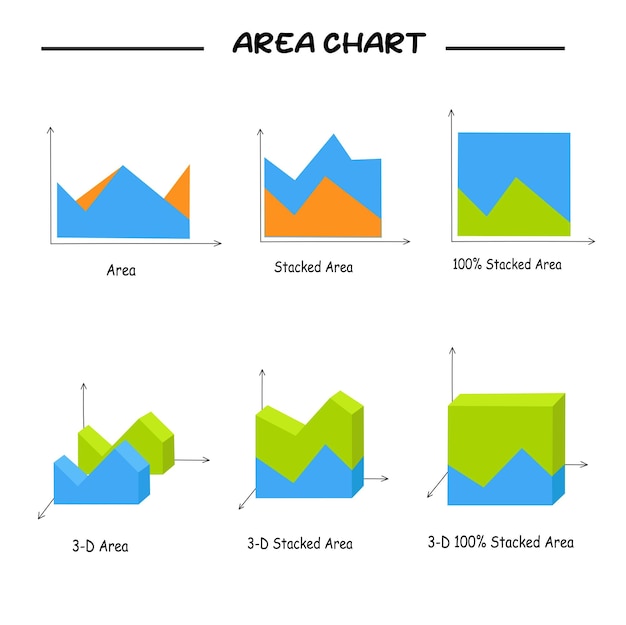 AREA CHART
Area
Stacked Area
100% Stacked Area
3-D Area
3-D Stacked Area
3-D 100% Stacked Area